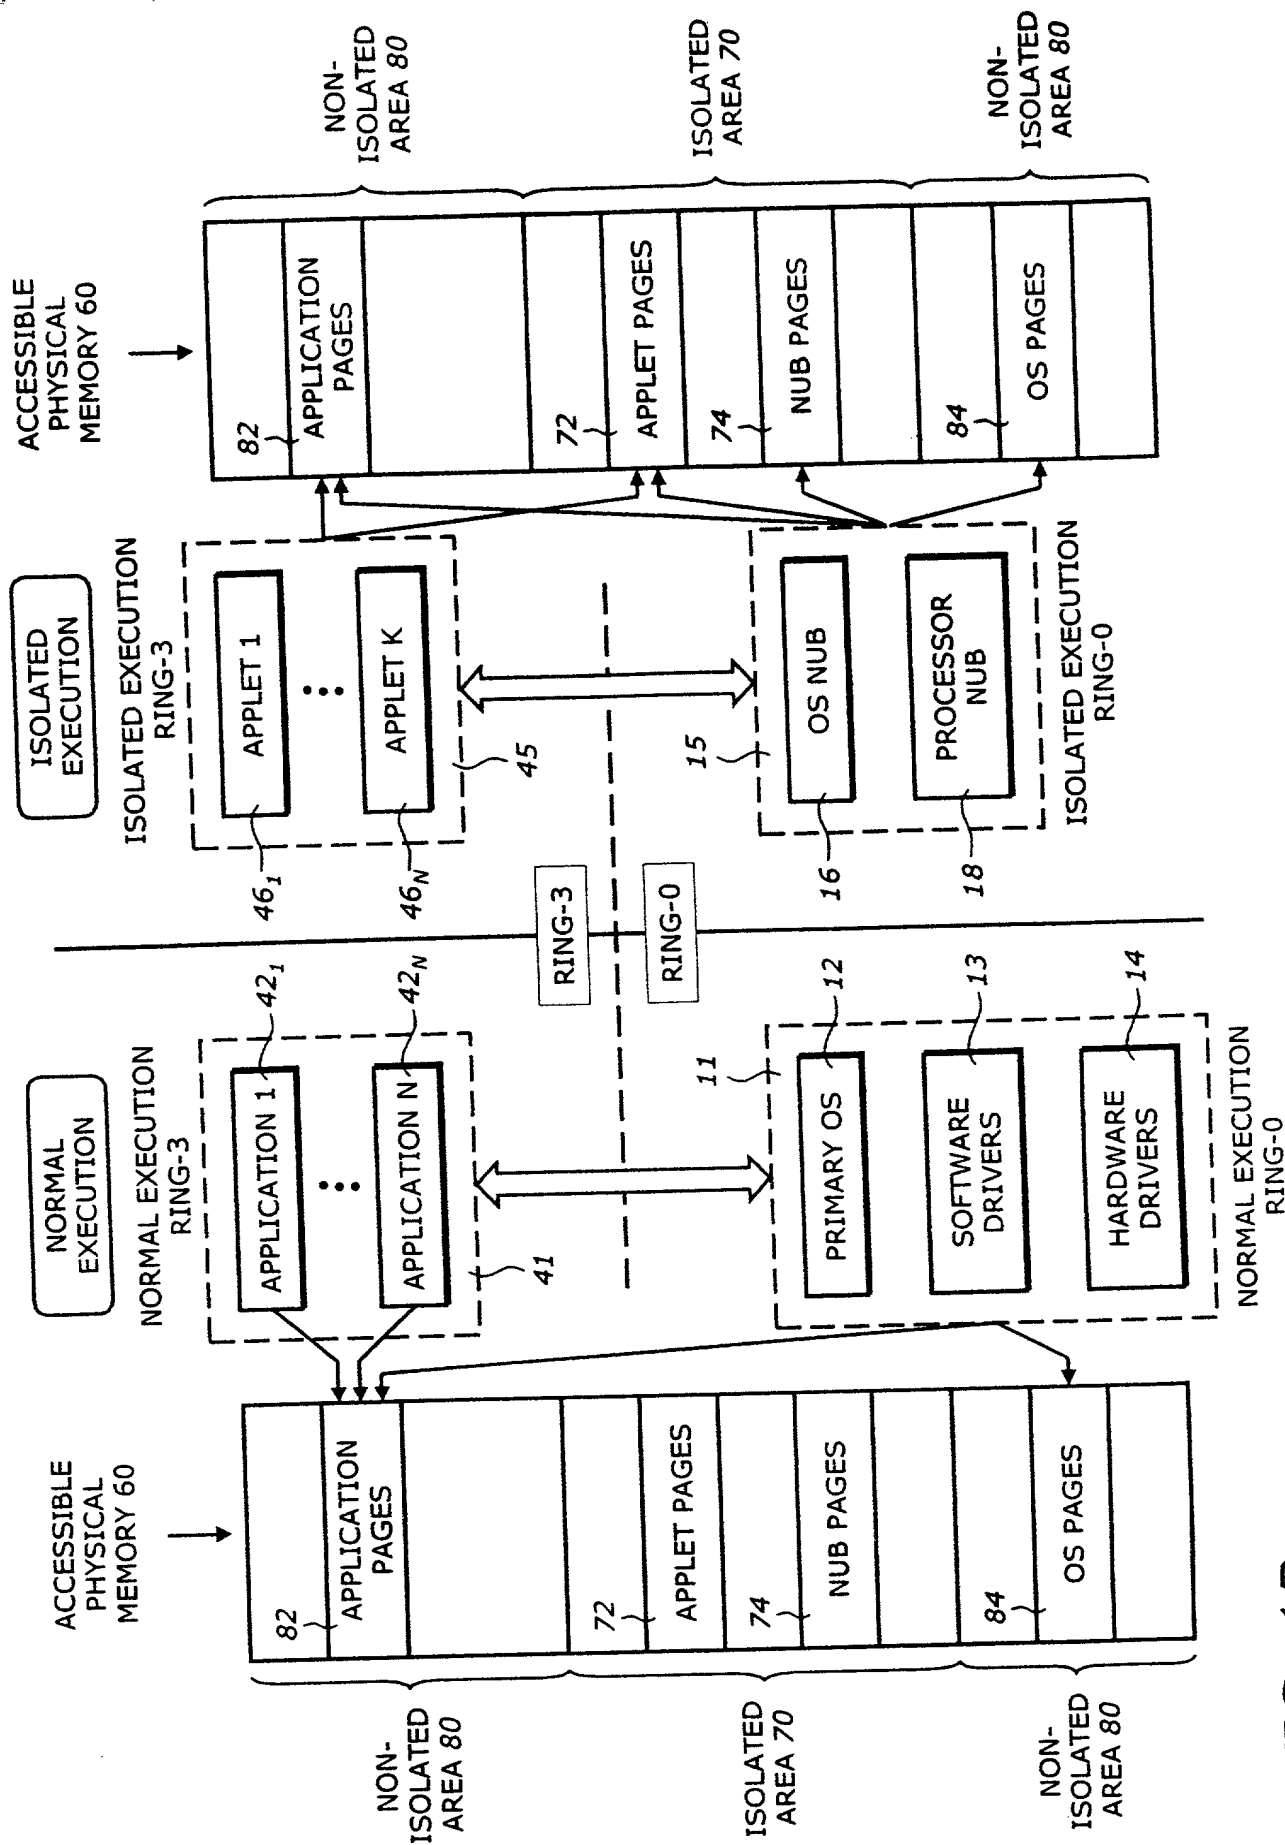 ACCESSIBLE
PHYSICAL
MEMORY 60
NORMAL
EXECUTION
ISOLATED
EXECUTION
ACCESSIBLE
PHYSICAL
MEMORY 60
NON-
ISOLATED
AREA 80
82
APPLICATION
PAGES
ISOLATED
AREA 70
72
APPLET PAGES
74
NUB PAGES
NON-
ISOLATED
AREA 80
84
OS PAGES
NORMAL EXECUTION
RING-3
APPLICATION 1
42₁
APPLICATION N
42N
41
11
PRIMARY OS
12
SOFTWARE
DRIVERS
13
HARDWARE
DRIVERS
14
NORMAL EXECUTION
RING-0
RING-3
RING-0
ISOLATED EXECUTION
RING-3
46₁
APPLET 1
46N
APPLET K
45
15
16
OS NUB
18
PROCESSOR
NUB
ISOLATED EXECUTION
RING-0
82
APPLICATION
PAGES
72
APPLET PAGES
74
NUB PAGES
84
OS PAGES
NON-
ISOLATED
AREA 80
ISOLATED
AREA 70
NON-
ISOLATED
AREA 80